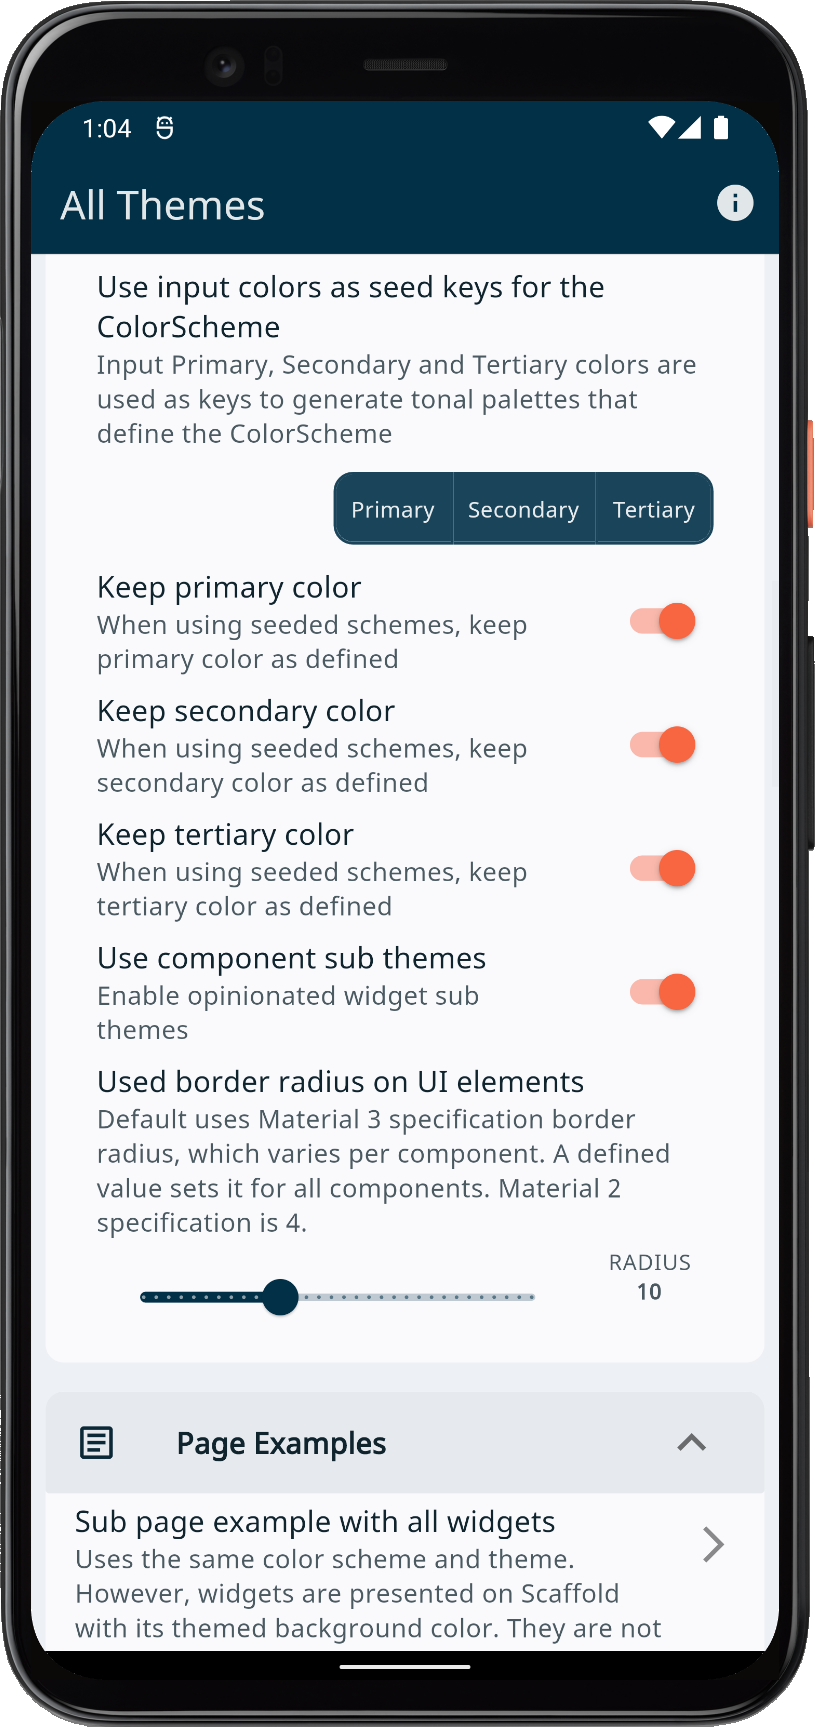 1:04
All Themes
Use input colors as seed keys for the
ColorScheme
Input Primary, Secondary and Tertiary colors are
used as keys to generate tonal palettes that
define the ColorScheme
Primary Secondary Tertiary
Keep primary color
When using seeded schemes, keep
primary color as defined
Keep secondary color
When using seeded schemes, keep
secondary color as defined
Keep tertiary color
When using seeded schemes, keep
tertiary color as defined
Use component sub themes
Enable opinionated widget sub
themes
Used border radius on UI elements
Default uses Material 3 specification border
radius, which varies per component. A defined
value sets it for all components. Material 2
specification is 4.
RADIUS
10
Page Examples
Sub page example with all widgets
Uses the same color scheme and theme.
However, widgets are presented on Scaffold
with its themed background color. They are not